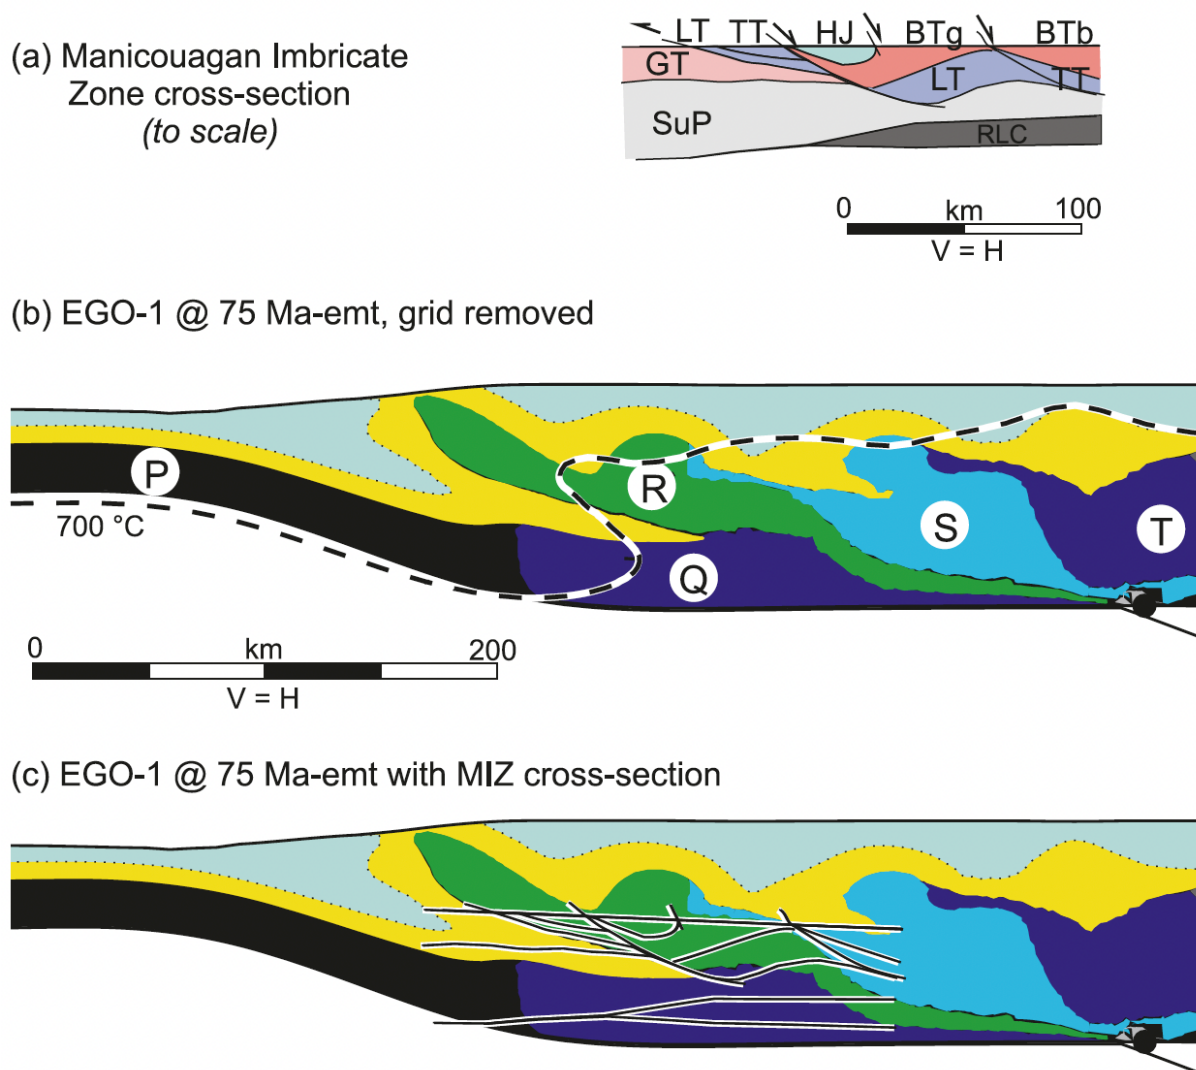 (a) Manicouagan Imbricate
Zone cross-section
(to scale)
LT TT HJ BTg BTb
GT LT TT
SuP RLC
0 km 100
V = H
(b) EGO-1 @ 75 Ma-emt, grid removed
P
700 °C
R
S
T
Q
0 km 200
V = H
(c) EGO-1 @ 75 Ma-emt with MIZ cross-section